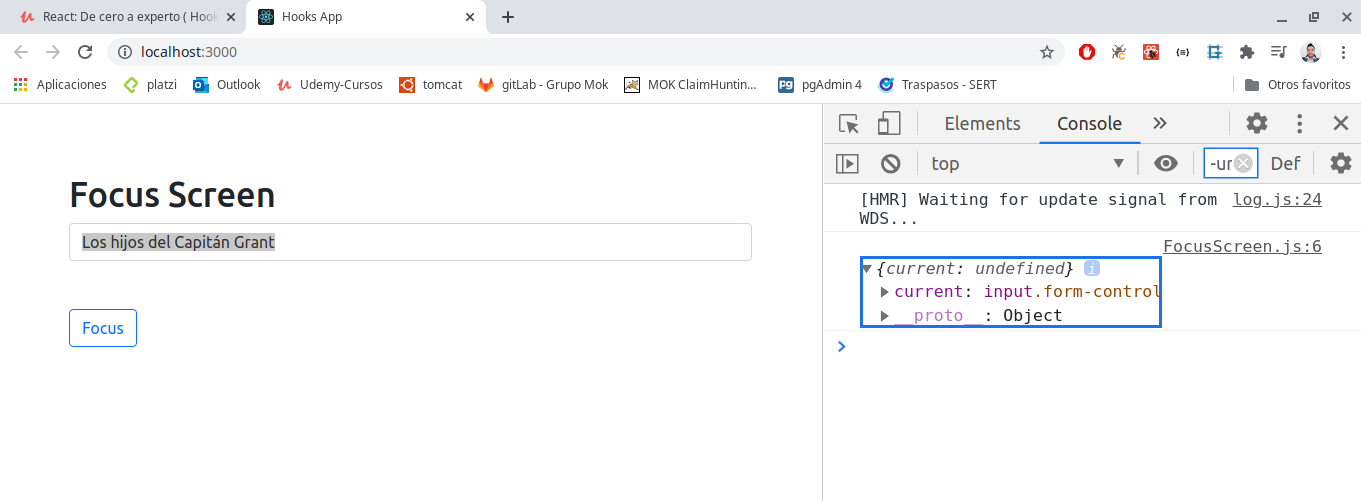 React: De cero a experto ( Hook
Hooks App
localhost:3000
Aplicaciones
platzi
Outlook
Udemy-Cursos
tomcat
gitLab - Grupo Mok
MOK ClaimHuntin...
pgAdmin 4
Traspasos - SERT
Otros favoritos
Elements
Console
top
-ur
Def
[HMR] Waiting for update signal from log.js:24
WDS...
FocusScreen.js:6
{current: undefined}
current: input.form-control
__proto__: Object
Focus Screen
Los hijos del Capitán Grant
Focus